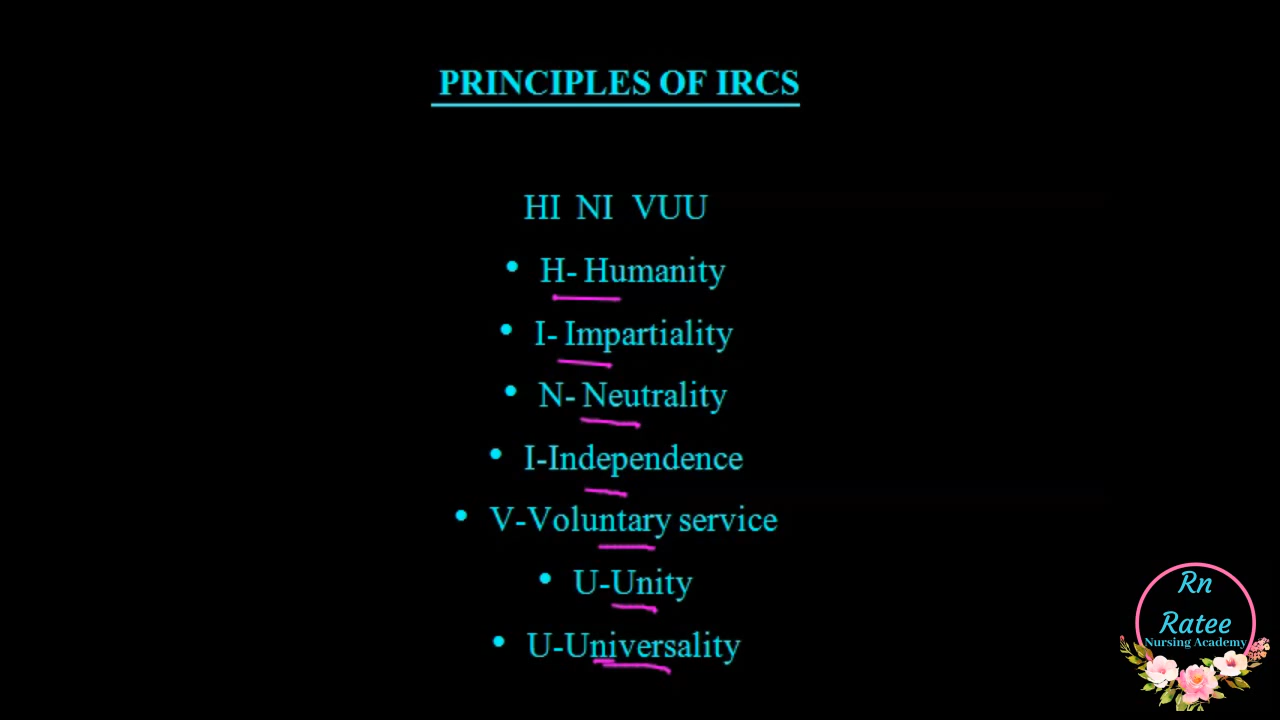 PRINCIPLES OF IRCS
HI NI VUU
• H- Humanity
• I- Impartiality
• N- Neutrality
• I-Independence
• V-Voluntary service
• U-Unity
• U-Universality
Rn
Ratee
Nursing Academy